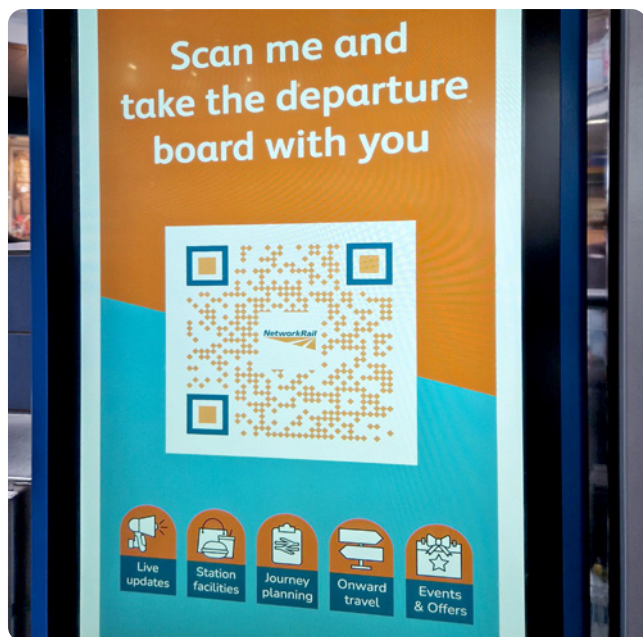 Scan me and
take the departure
board with you
NetworkRail
Live
updates
Station
facilities
Journey
planning
Onward
travel
Events
& Offers